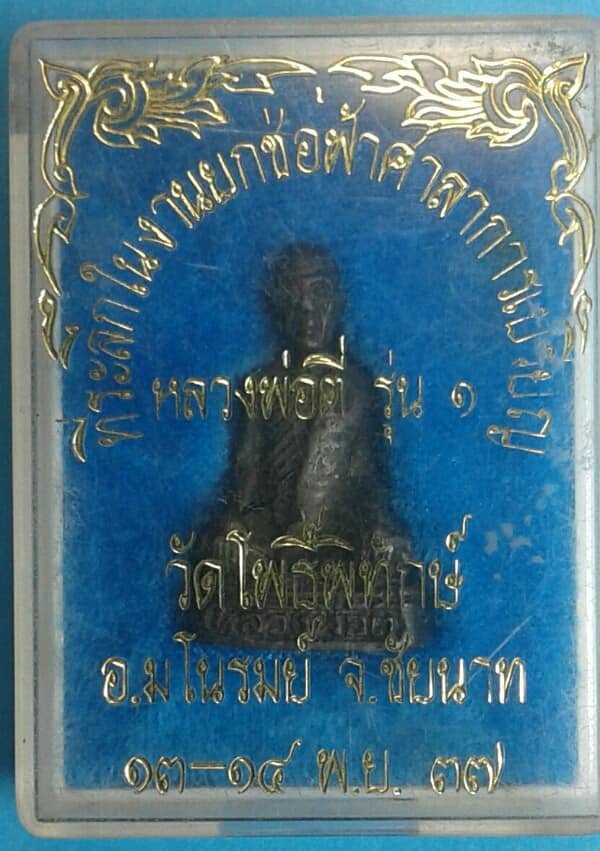 ที่ระลึกในงานยกช่อฟ้าศาลาการเปรียญ
หลวงพ่อตี๋ รุ่น ๑
วัดโพธิ์พิทักษ์
อ.มโนรมย์ จ.ชัยนาท
๑๓-๑๔ พ.ย. ๓๗